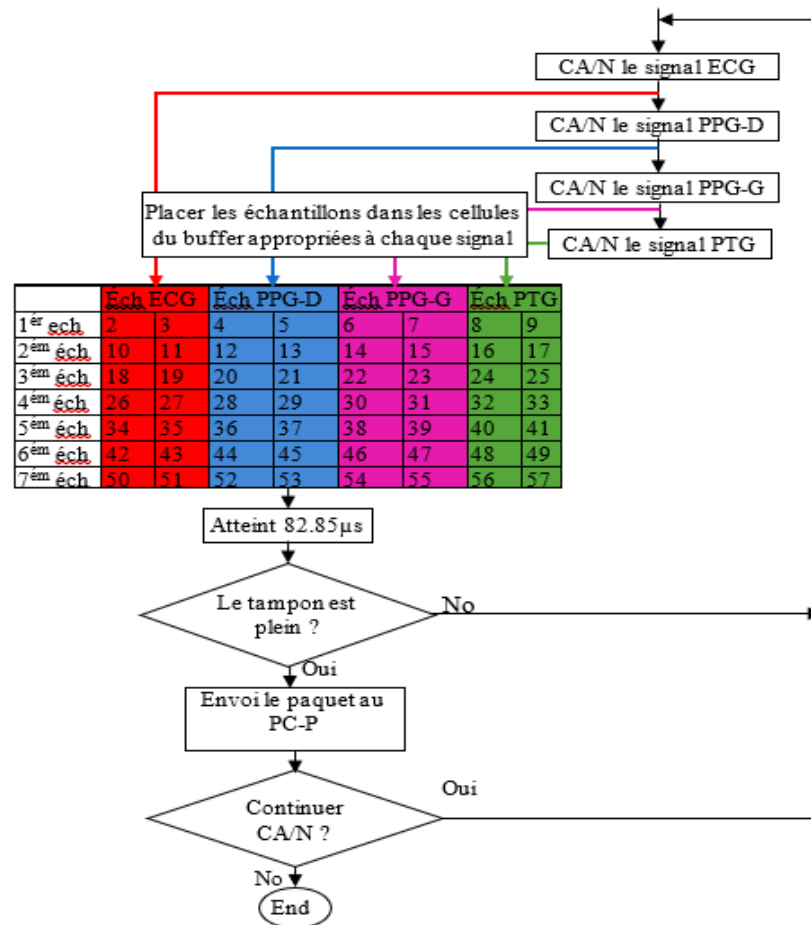 CA/N le signal ECG
CA/N le signal PPG-D
CA/N le signal PPG-G
CA/N le signal PTG
Placer les échantillons dans les cellules
du buffer appropriées à chaque signal
Éch ECG Éch PPG-D Éch PPG-G Éch PTG
1ér ech 2 3 4 5 6 7 8 9
2ém éch 10 11 12 13 14 15 16 17
3ém éch 18 19 20 21 22 23 24 25
4ém éch 26 27 28 29 30 31 32 33
5ém éch 34 35 36 37 38 39 40 41
6ém éch 42 43 44 45 46 47 48 49
7ém éch 50 51 52 53 54 55 56 57
Atteint 82.85µs
Le tampon est
plein ?
No
Oui
Envoi le paquet au
PC-P
Continuer
CA/N ?
Oui
No
End